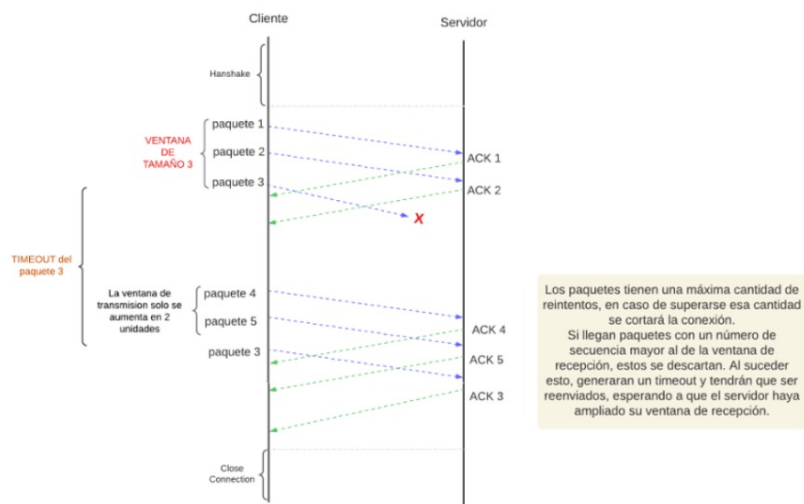 Cliente
Servidor
Hanshake
VENTANA
DE
TAMAÑO 3
paquete 1
paquete 2
paquete 3
ACK 1
ACK 2
X
TIMEOUT del
paquete 3
La ventana de
transmision solo se
aumenta en 2
unidades
paquete 4
paquete 5
paquete 3
ACK 4
ACK 5
ACK 3
Close
Connection
Los paquetes tienen una máxima cantidad de
reintentos, en caso de superarse esa cantidad
se cortará la conexión.
Si llegan paquetes con un número de
secuencia mayor al de la ventana de
recepción, estos se descartan. Al suceder
esto, generaran un timeout y tendrán que ser
reenviados, esperando a que el servidor haya
ampliado su ventana de recepción.